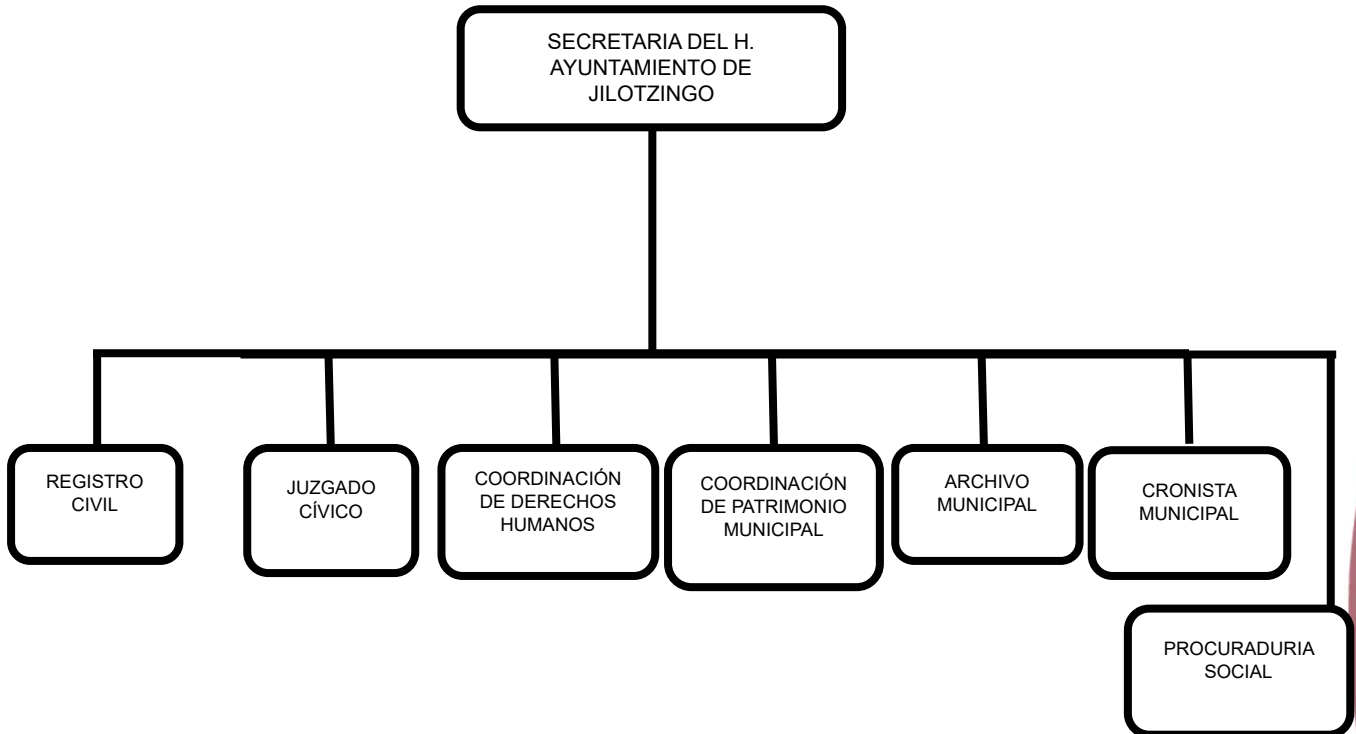 SECRETARIA DEL H.
AYUNTAMIENTO DE
JILOTZINGO
REGISTRO
CIVIL
JUZGADO
CÍVICO
COORDINACIÓN
DE DERECHOS
HUMANOS
COORDINACIÓN
DE PATRIMONIO
MUNICIPAL
ARCHIVO
MUNICIPAL
CRONISTA
MUNICIPAL
PROCURADURIA
SOCIAL